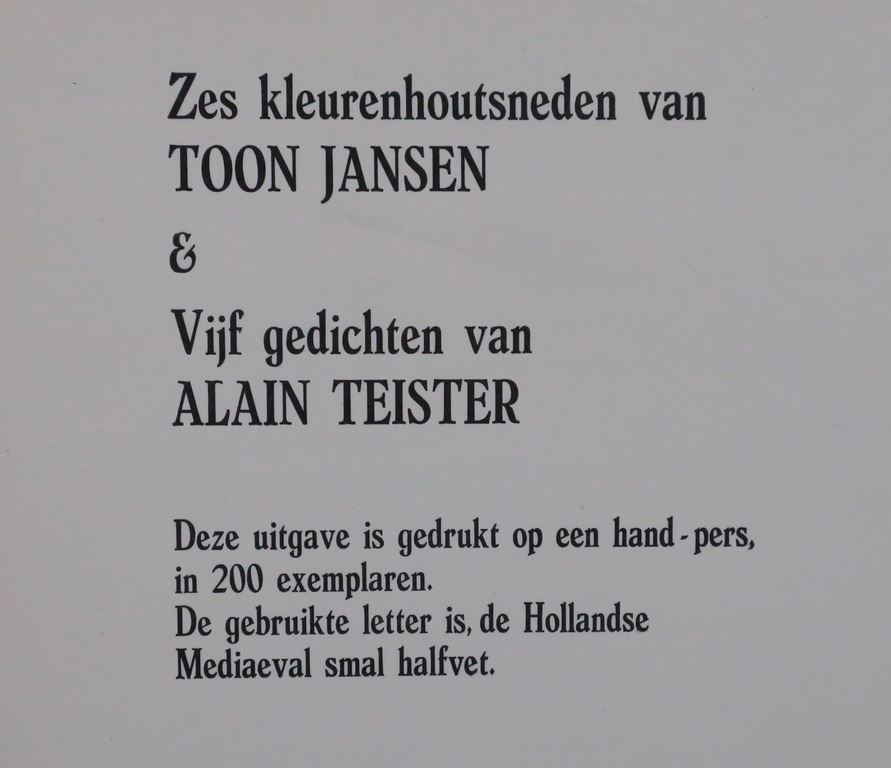 Zes kleurenhoutsneden van
TOON JANSEN
&
Vijf gedichten van
ALAIN TEISTER
Deze uitgave is gedrukt op een hand-pers,
in 200 exemplaren.
De gebruikte letter is, de Hollandse
Mediaeval smal halfvet.